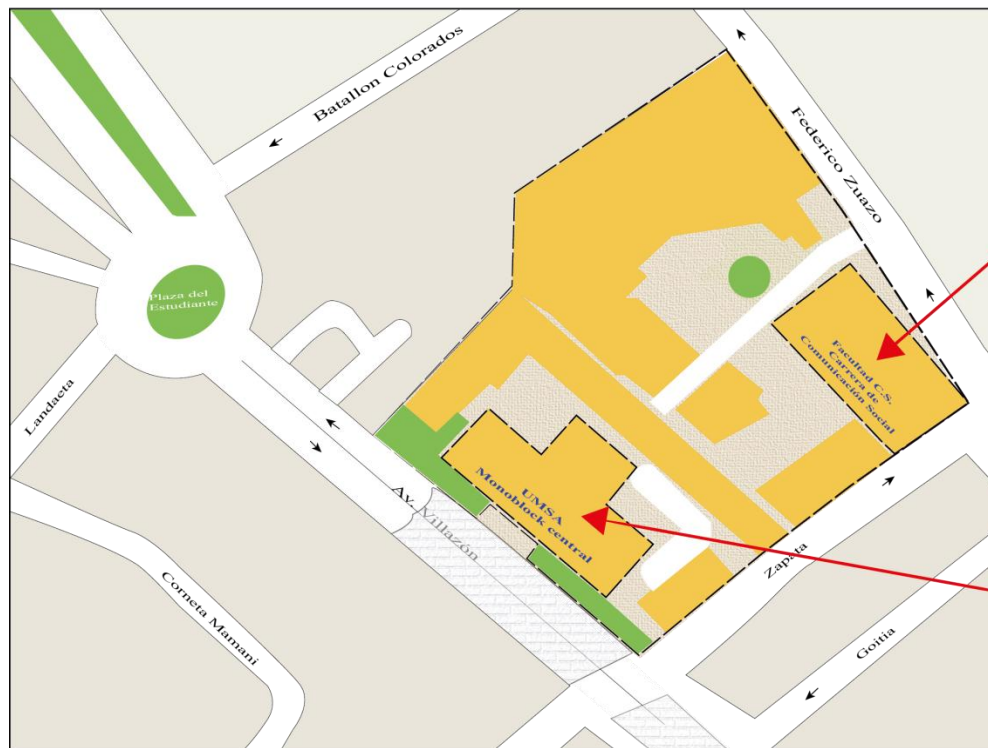 Batallon Colorados
Federico Zuazo
Plaza del
Estudiante
Facultad C.S.
Carrera de
Comunicación Social
Landaeta
UMSA
Monoblock central
Av. Villazón
Zapata
Corneta Mamani
Goitia